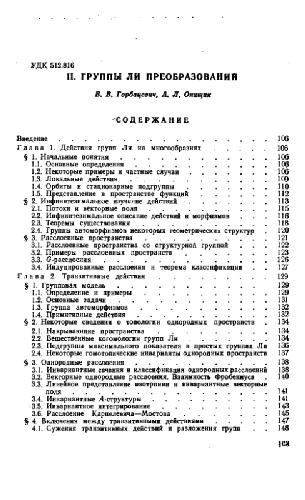 УДК 512.816
II. ГРУППЫ ЛИ ПРЕОБРАЗОВАНИЙ
В. В. Горбацевич, А. Л. Онищик
СОДЕРЖАНИЕ
Введение 106
Глава 1. Действия групп Ли на многообразиях 106
§ 1. Начальные понятия 106
1.1. Основные определения 106
1.2. Некоторые примеры и частные случаи 108
1.3. Локальные действия 109
1.4. Орбиты и стационарные подгруппы 110
1.5. Представление в пространстве функций 112
§ 2. Инфинитезимальное изучение действий 113
2.1. Потоки и векторные поля 113
2.2. Инфинитезимальное описание действий и морфизмов 116
2.3. Теоремы существования 118
2.4. Группы автоморфизмов некоторых геометрических структур 120
§ 3. Расслоенные пространства 121
3.1. Расслоенные пространства со структурной группой 122
3.2. Примеры расслоенных пространств 123
3.3. G-расслоения 126
3.4. Индуцированные расслоения и теорема классификации 127
Глава 2. Транзитивные действия 129
§ 1. Групповая модель 129
1.1. Определения и примеры 129
1.2. Основные задачи 131
1.3. Группа автоморфизмов 132
1.4. Примитивные действия 132
§ 2. Некоторые сведения о топологии однородных пространств 134
2.1. Накрывающие пространства 134
2.2. Вещественные когомологии групп Ли 134
2.3. Подгруппы максимального показателя в простых группах Ли 136
2.4. Некоторые гомотопические инварианты однородных пространств 137
§ 3. Однородные расслоения 138
3.1. Инвариантные сечения и классификация однородных расслоений 138
3.2. Векторные однородные расслоения. Взаимность Фробениуса 140
3.3. Линейное представление изотропии и инвариантные векторные
поля 141
3.4. Инвариантные A-структуры 141
3.5. Инвариантное интегрирование 143
3.6. Расслоение Карпелевича—Мостова 145
§ 4. Включения между транзитивными действиями 147
4.1. Сужения транзитивных действий и разложения групп 148
103